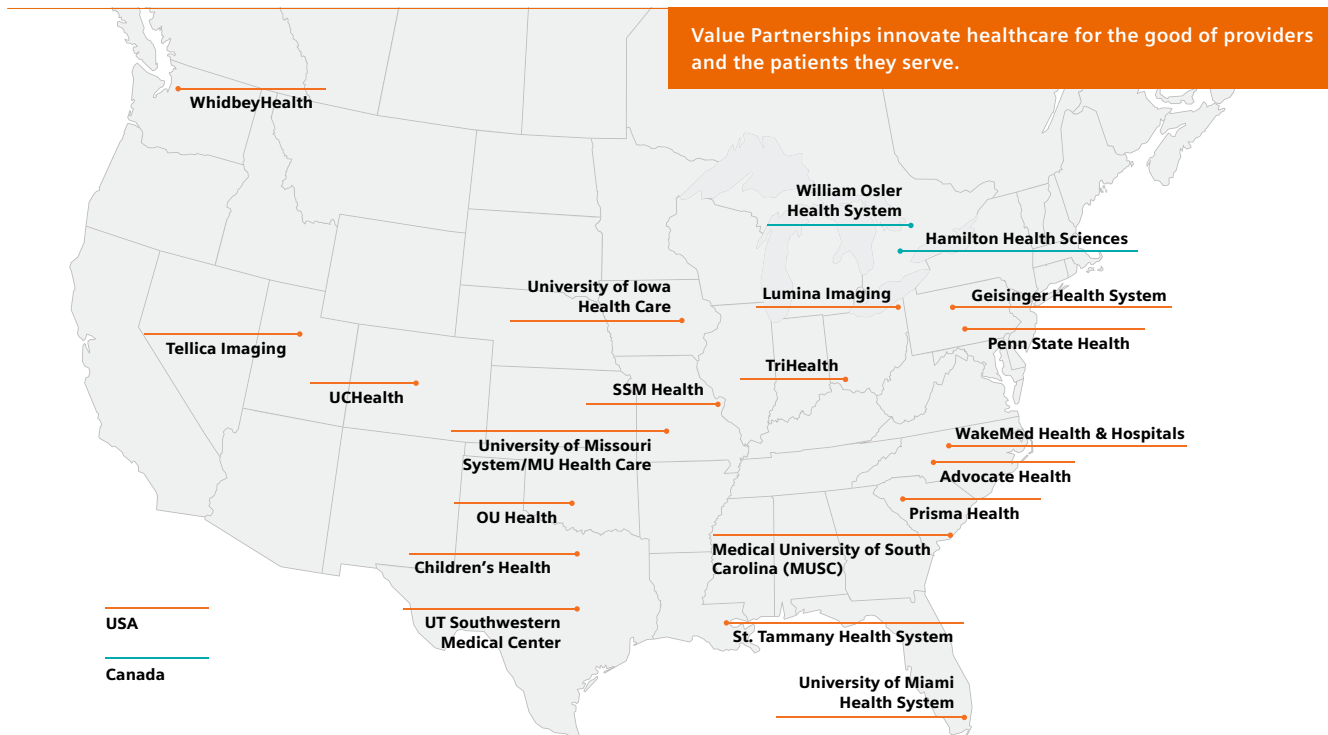 Value Partnerships innovate healthcare for the good of providers
and the patients they serve.
WhidbeyHealth
William Osler
Health System
Hamilton Health Sciences
University of Iowa
Health Care
Lumina Imaging
Geisinger Health System
Tellica Imaging
Penn State Health
UCHealth
SSM Health
TriHealth
University of Missouri
System/MU Health Care
WakeMed Health & Hospitals
Advocate Health
OU Health
Prisma Health
Children’s Health
Medical University of South
Carolina (MUSC)
UT Southwestern
Medical Center
St. Tammany Health System
University of Miami
Health System
USA
Canada